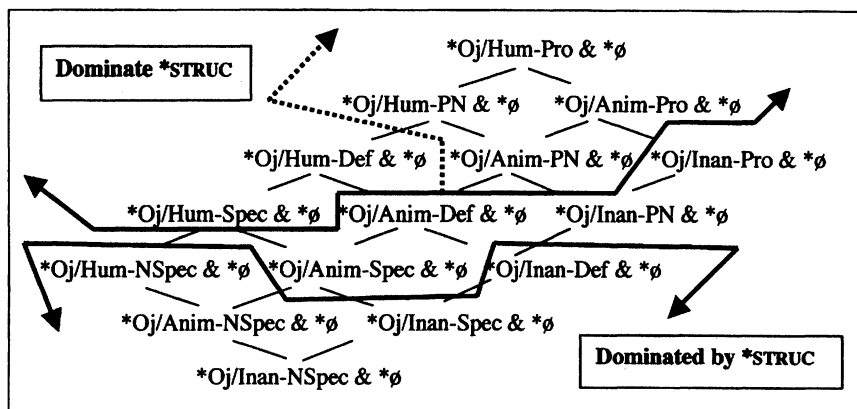 *Oj/Hum-Pro & *ø
Dominate *STRUC
*Oj/Hum-PN & *ø *Oj/Anim-Pro & *ø
*Oj/Hum-Def & *ø *Oj/Anim-PN & *ø *Oj/Inan-Pro & *ø
*Oj/Hum-Spec & *ø *Oj/Anim-Def & *ø *Oj/Inan-PN & *ø
*Oj/Hum-NSpec & *ø *Oj/Anim-Spec & *ø *Oj/Inan-Def & *ø
*Oj/Anim-NSpec & *ø *Oj/Inan-Spec & *ø
Dominated by *STRUC
*Oj/Inan-NSpec & *ø